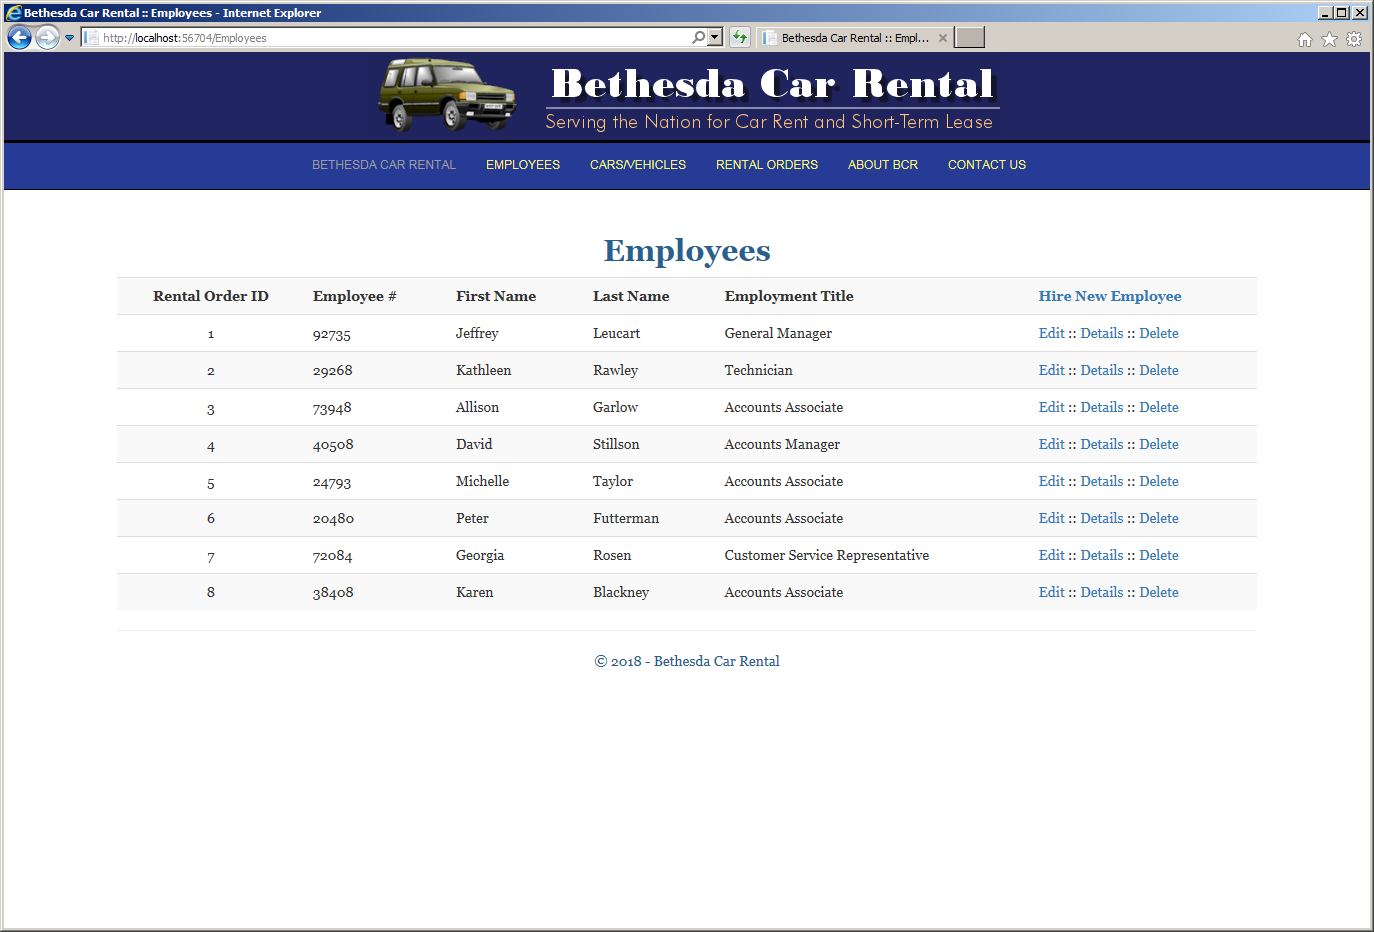 Bethesda Car Rental :: Employees - Internet Explorer
http://localhost:56704/Employees
Bethesda Car Rental :: Empl...
Bethesda Car Rental
Serving the Nation for Car Rent and Short-Term Lease
BETHESDA CAR RENTAL EMPLOYEES CARS/VEHICLES RENTAL ORDERS ABOUT BCR CONTACT US
Employees
Rental Order ID Employee # First Name Last Name Employment Title Hire New Employee
1 92735 Jeffrey Leucart General Manager Edit :: Details :: Delete
2 29268 Kathleen Rawley Technician Edit :: Details :: Delete
3 73948 Allison Garlow Accounts Associate Edit :: Details :: Delete
4 40508 David Stillson Accounts Manager Edit :: Details :: Delete
5 24793 Michelle Taylor Accounts Associate Edit :: Details :: Delete
6 20480 Peter Futterman Accounts Associate Edit :: Details :: Delete
7 72084 Georgia Rosen Customer Service Representative Edit :: Details :: Delete
8 38408 Karen Blackney Accounts Associate Edit :: Details :: Delete
© 2018 - Bethesda Car Rental